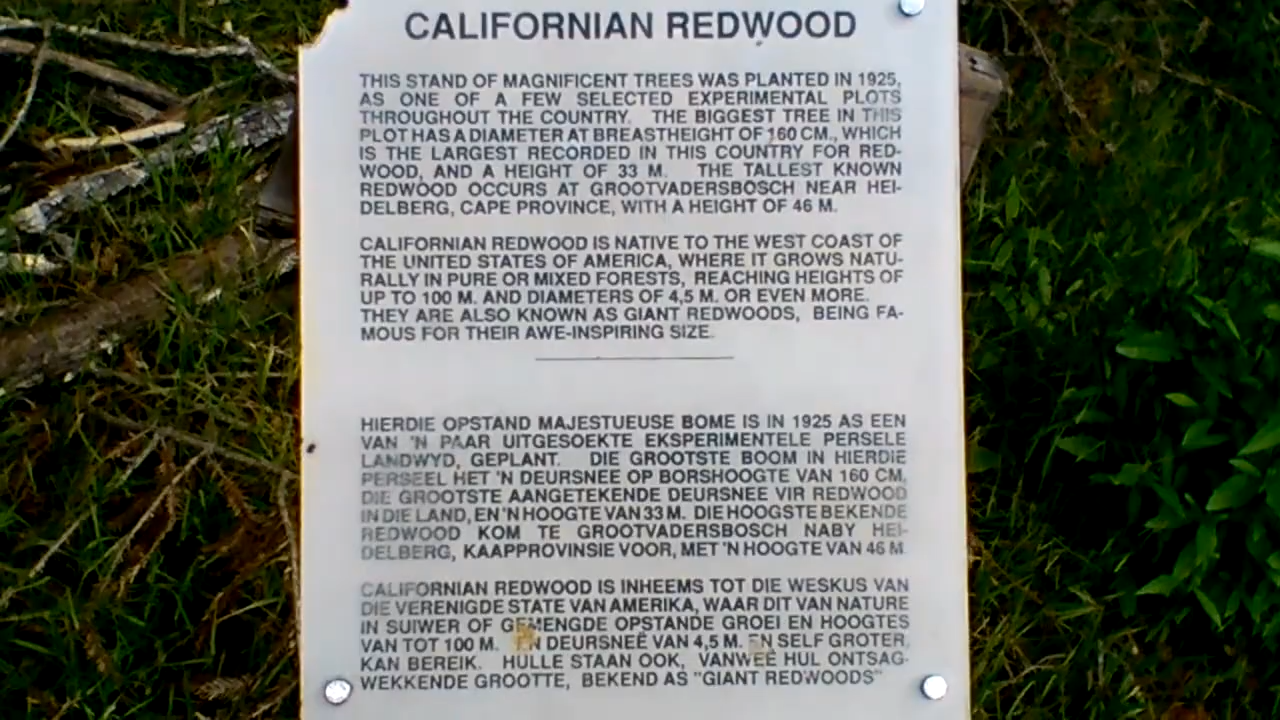 CALIFORNIAN REDWOOD
THIS STAND OF MAGNIFICENT TREES WAS PLANTED IN 1925,
AS ONE OF A FEW SELECTED EXPERIMENTAL PLOTS
THROUGHOUT THE COUNTRY. THE BIGGEST TREE IN THIS
PLOT HAS A DIAMETER AT BREASTHEIGHT OF 160 CM., WHICH
IS THE LARGEST RECORDED IN THIS COUNTRY FOR RED-
WOOD, AND A HEIGHT OF 33 M. THE TALLEST KNOWN
REDWOOD OCCURS AT GROOTVADERSBOSCH NEAR HEI-
DELBERG, CAPE PROVINCE, WITH A HEIGHT OF 46 M.
CALIFORNIAN REDWOOD IS NATIVE TO THE WEST COAST OF
THE UNITED STATES OF AMERICA, WHERE IT GROWS NATU-
RALLY IN PURE OR MIXED FORESTS, REACHING HEIGHTS OF
UP TO 100 M. AND DIAMETERS OF 4,5 M. OR EVEN MORE.
THEY ARE ALSO KNOWN AS GIANT REDWOODS, BEING FA-
MOUS FOR THEIR AWE-INSPIRING SIZE.
HIERDIE OPSTAND MAJESTUEUSE BOME IS IN 1925 AS EEN
VAN 'N PAAR UITGESOEKTE EKSPERIMENTELE PERSELE
LANDWYD, GEPLANT. DIE GROOTSTE BOOM IN HIERDIE
PERSEEL HET 'N DEURSNEE OP BORSHOOGTE VAN 160 CM,
DIE GROOTSTE AANGETEKENDE DEURSNEE VIR REDWOOD
IN DIE LAND, EN 'N HOOGTE VAN 33 M. DIE HOOGSTE BEKENDE
REDWOOD KOM TE GROOTVADERSBOSCH NABY HEI-
DELBERG, KAAPPROVINSIE VOOR, MET 'N HOOGTE VAN 46 M.
CALIFORNIAN REDWOOD IS INHEEMS TOT DIE WESKUS VAN
DIE VERENIGDE STATE VAN AMERIKA, WAAR DIT VAN NATURE
IN SUIWER OF GEMENGDE OPSTANDE GROEI EN HOOGTES
VAN TOT 100 M. EN DEURSNEË VAN 4,5 M. EN SELF GROTER,
KAN BEREIK. HULLE STAAN OOK, VANWEË HUL ONTSAG-
WEKKENDE GROOTTE, BEKEND AS "GIANT REDWOODS"